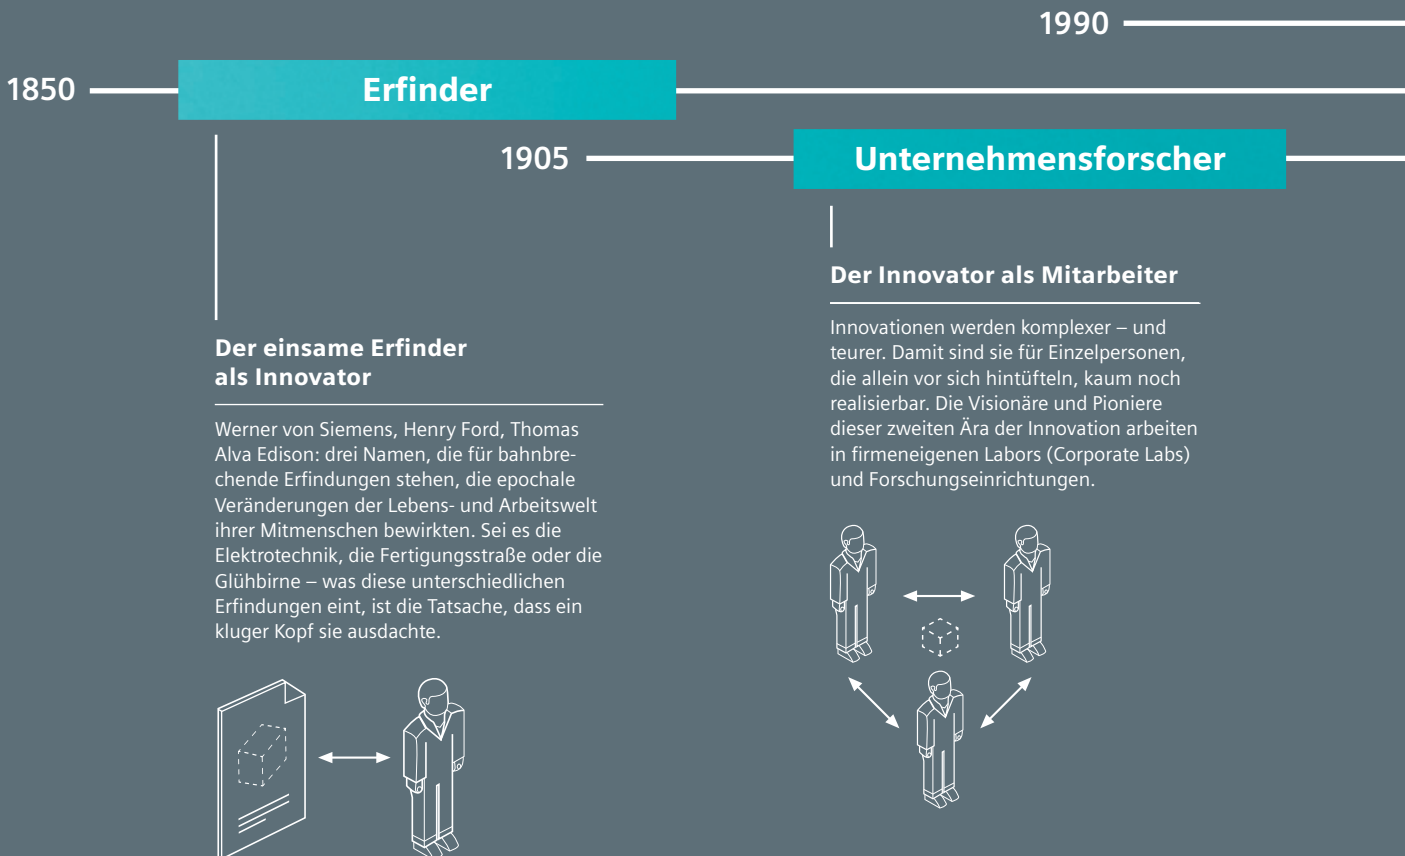 1990
1850
Erfinder
1905
Unternehmensforscher
Der einsame Erfinder
als Innovator
Werner von Siemens, Henry Ford, Thomas
Alva Edison: drei Namen, die für bahnbre-
chende Erfindungen stehen, die epochale
Veränderungen der Lebens- und Arbeitswelt
ihrer Mitmenschen bewirkten. Sei es die
Elektrotechnik, die Fertigungsstraße oder die
Glühbirne – was diese unterschiedlichen
Erfindungen eint, ist die Tatsache, dass ein
kluger Kopf sie ausdachte.
Der Innovator als Mitarbeiter
Innovationen werden komplexer – und
teurer. Damit sind sie für Einzelpersonen,
die allein vor sich hintüfteln, kaum noch
realisierbar. Die Visionäre und Pioniere
dieser zweiten Ära der Innovation arbeiten
in firmeneigenen Labors (Corporate Labs)
und Forschungseinrichtungen.